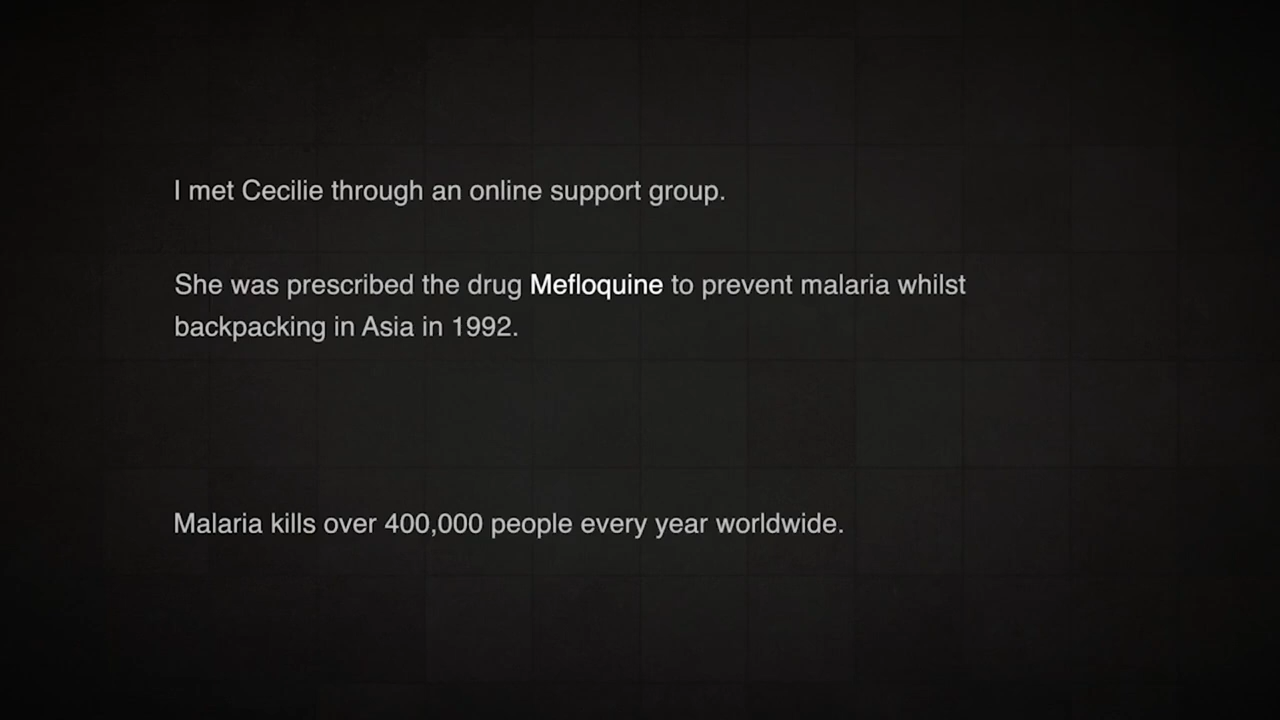 I met Cecilie through an online support group.
She was prescribed the drug Mefloquine to prevent malaria whilst
backpacking in Asia in 1992.
Malaria kills over 400,000 people every year worldwide.